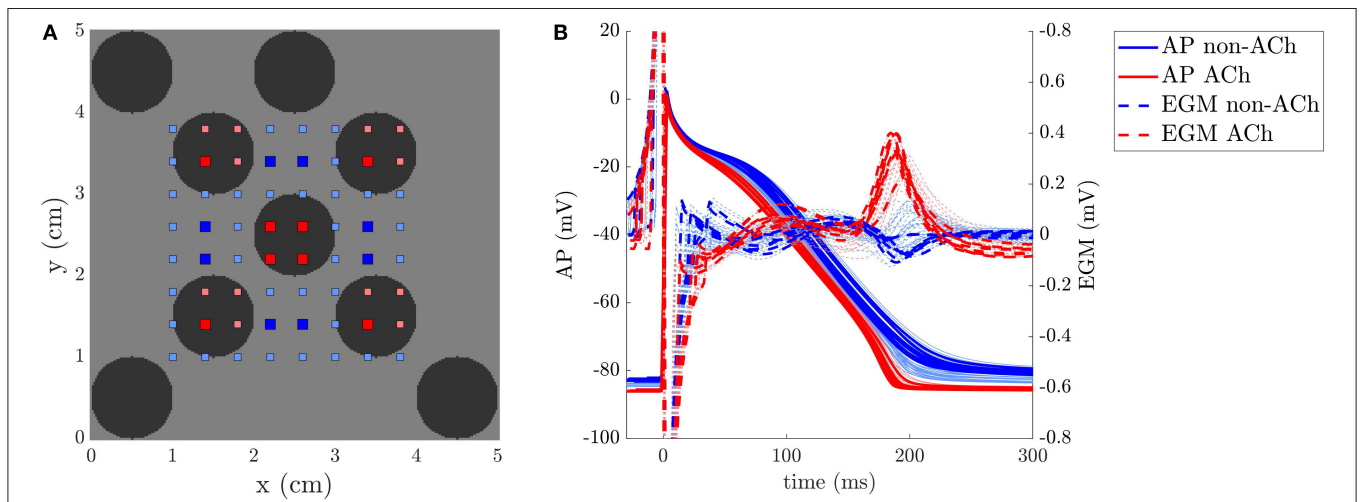 A
5
4
3
2
1
0
y (cm)
0 1 2 3 4 5
x (cm)
B
20
0
-20
-40
-60
-80
-100
AP (mV)
0 100 200 300
time (ms)
0.8
0.6
0.4
0.2
0
-0.2
-0.4
-0.6
-0.8
EGM (mV)
AP non-ACh
AP ACh
EGM non-ACh
EGM ACh